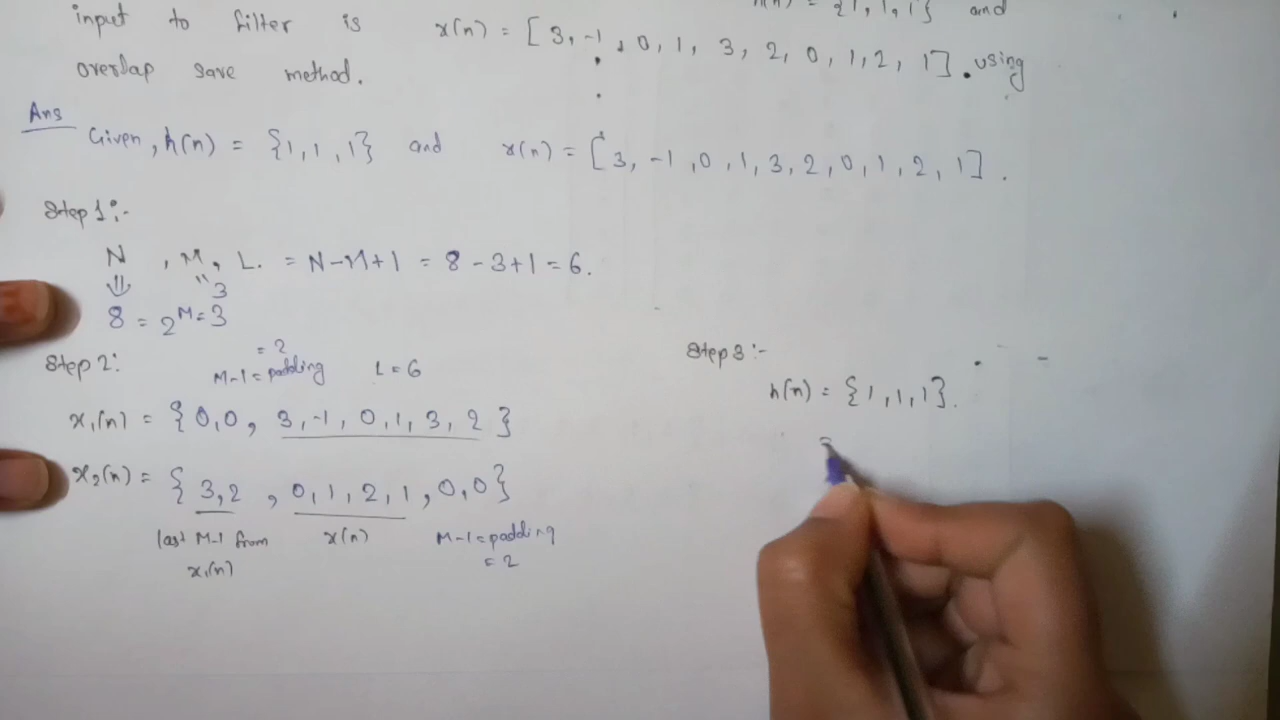 h(n) = {1, 1, 1} and
input to filter is x(n) = [3, -1, 0, 1, 3, 2, 0, 1, 2, 1]. using
overlap save method.
Ans
Given, h(n) = {1, 1, 1} and x(n) = [3, -1, 0, 1, 3, 2, 0, 1, 2, 1].
Step 1:-
N , M, L. = N-M+1 = 8-3+1 = 6.
⇓ " 3
8 = 2^M=3
Step 2:
= 2
M-1 = padding L = 6
x₁(n) = {0,0, 3, -1, 0, 1, 3, 2}
x₂(n) = {3,2, 0, 1, 2, 1, 0, 0}
last M-1 from x(n) M-1 = padding
x₁(n) = 2
Step 3:-
h(n) = {1, 1, 1}.
=